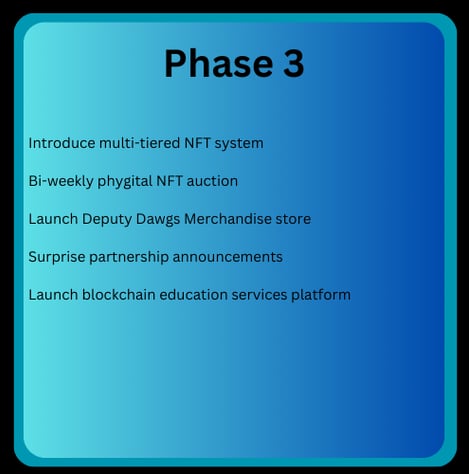 Phase 3
Introduce multi-tiered NFT system
Bi-weekly phygital NFT auction
Launch Deputy Dawgs Merchandise store
Surprise partnership announcements
Launch blockchain education services platform